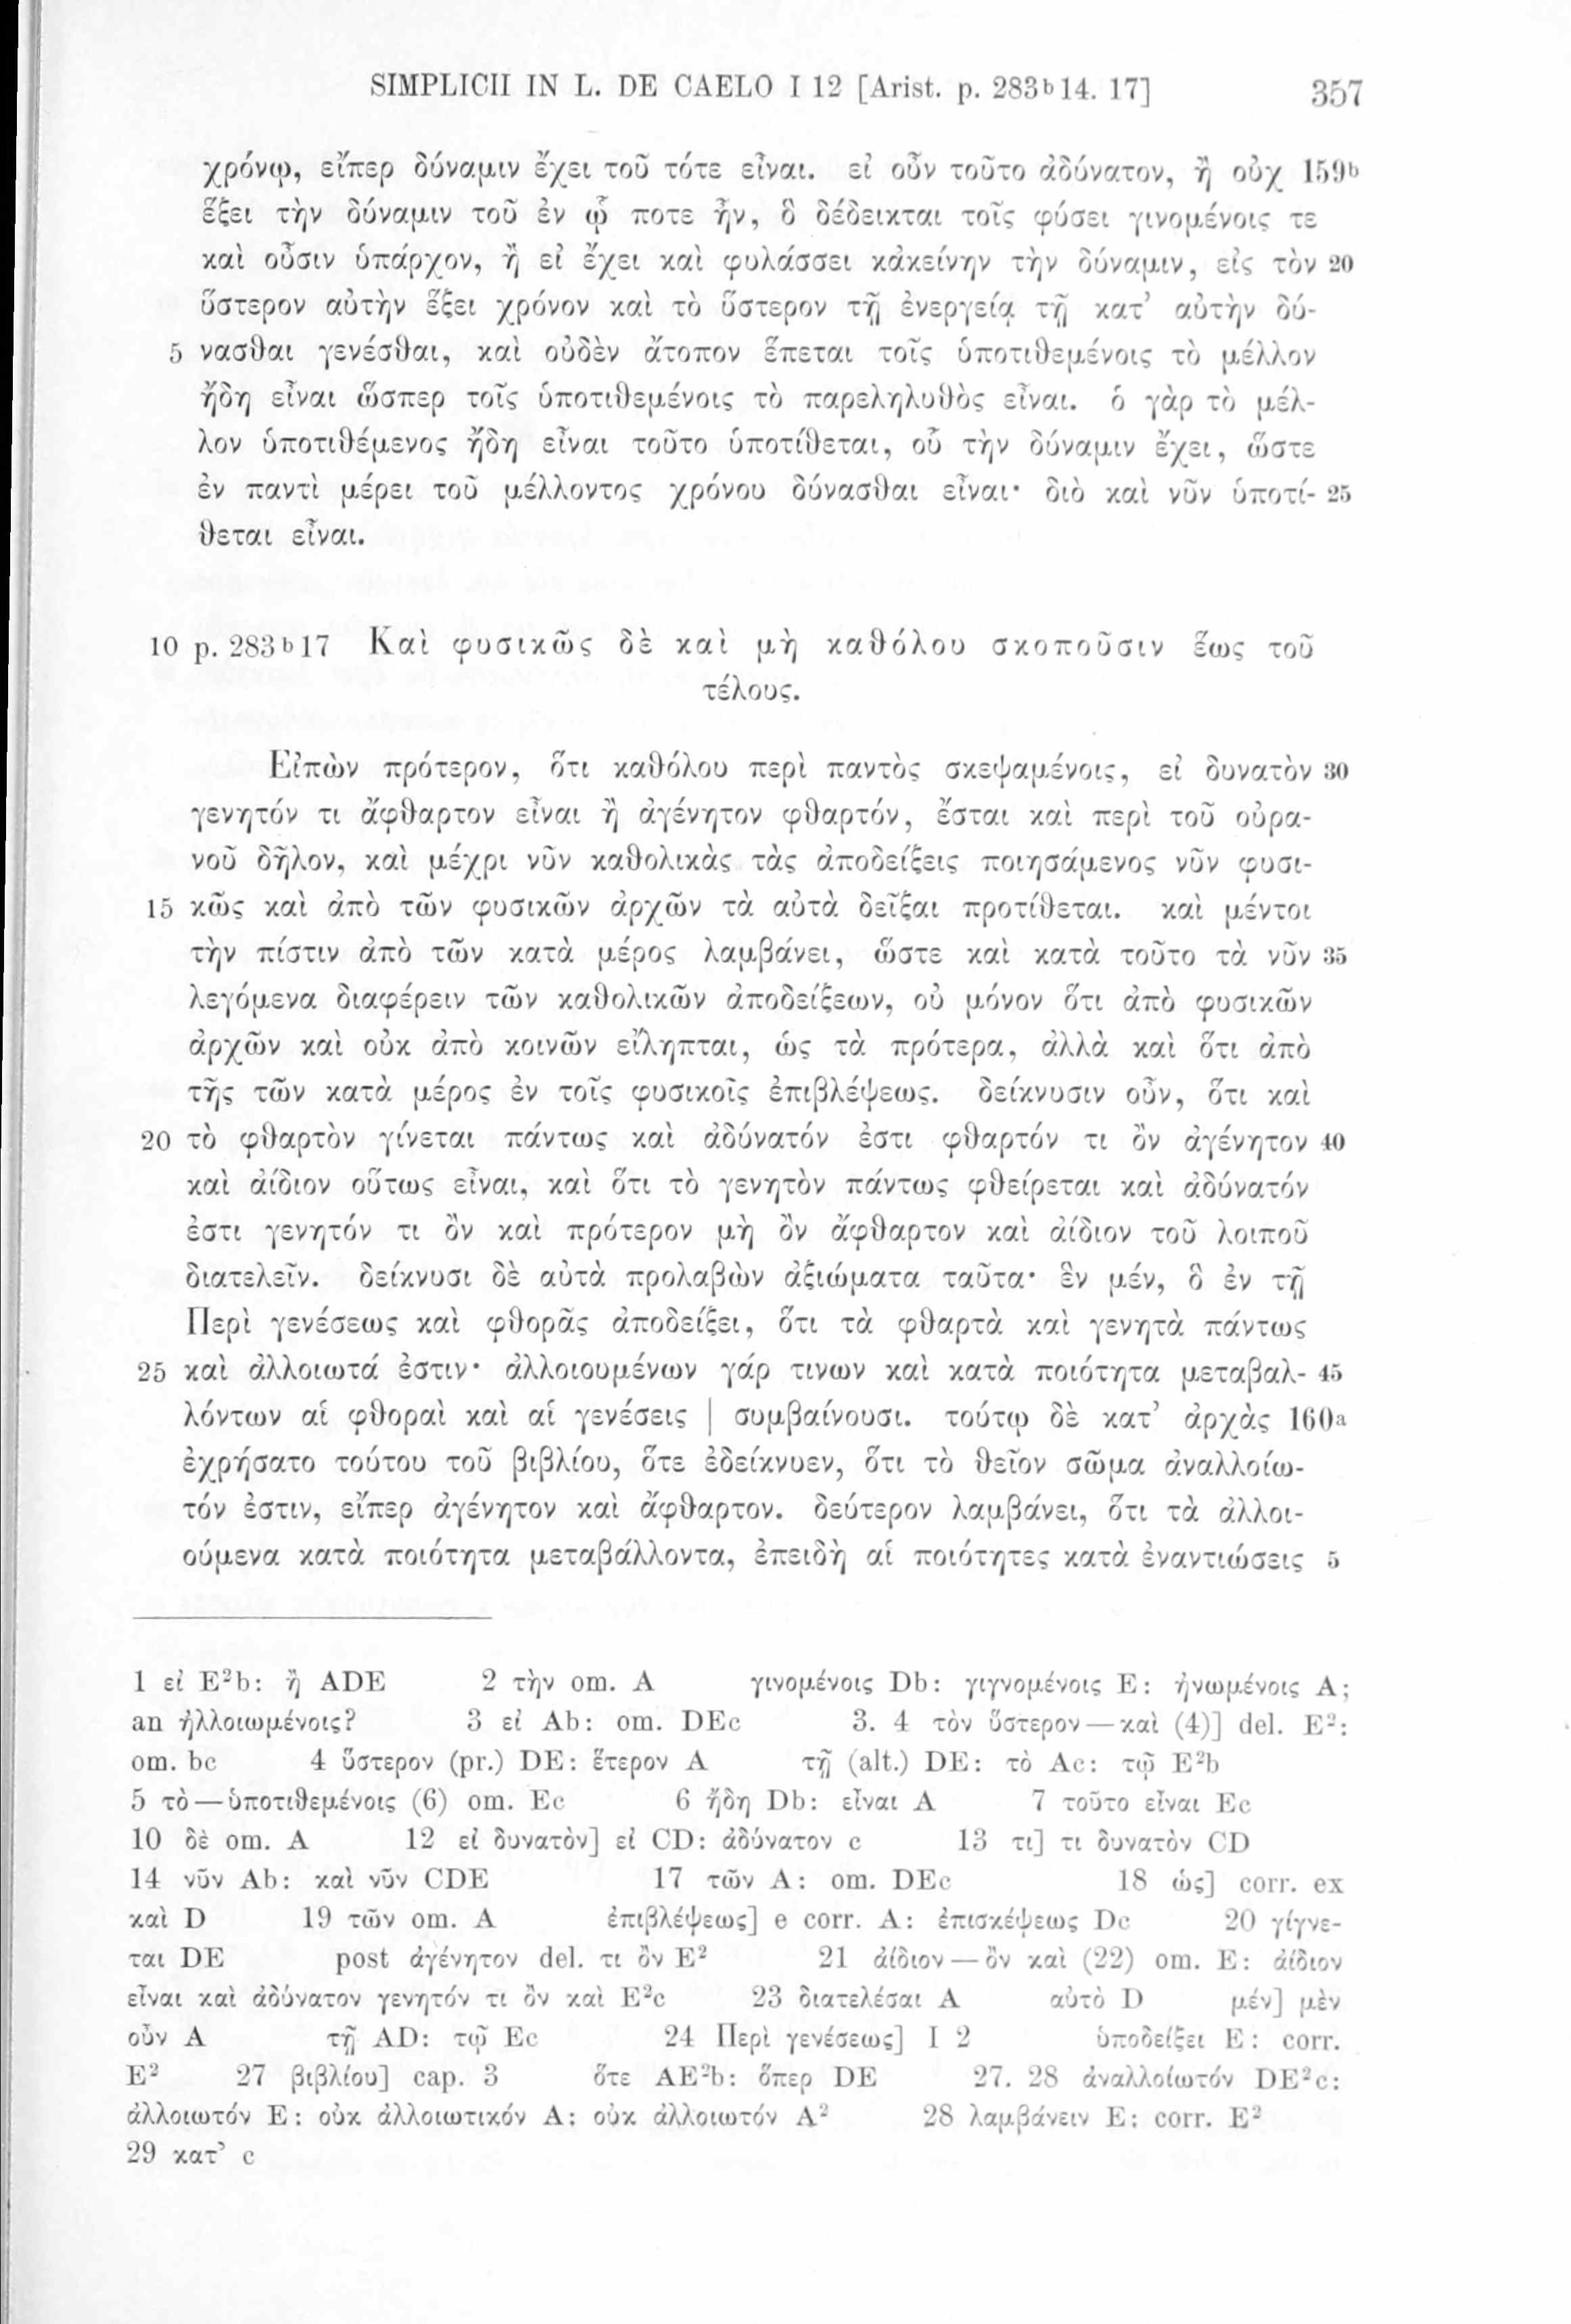 SIMPLICII IN L. DE CAELO I 12 [Arist. p. 283b14. 17] 357
χρόνῳ, εἴπερ δύναμιν ἔχει τοῦ τότε εἶναι. εἰ οὖν τοῦτο ἀδύνατον, ἢ οὐχ 159b
ἕξει τὴν δύναμιν τοῦ ἐν ᾧ ποτε ἦν, ὃ δέδεικται τοῖς φύσει γινομένοις τε
καὶ οὖσιν ὑπάρχον, ἢ εἰ ἔχει καὶ φυλάσσει κἀκείνην τὴν δύναμιν, εἰς τὸν 20
ὕστερον αὐτὴν ἕξει χρόνον καὶ τὸ ὕστερον τῇ ἐνεργείᾳ τῇ κατ’ αὐτὴν δύ-
5 νασθαι γενέσθαι, καὶ οὐδὲν ἄτοπον ἕπεται τοῖς ὑποτιθεμένοις τὸ μέλλον
ἤδη εἶναι ὥσπερ τοῖς ὑποτιθεμένοις τὸ παρεληλυθὸς εἶναι. ὁ γὰρ τὸ μέλ-
λον ὑποτιθέμενος ἤδη εἶναι τοῦτο ὑποτίθεται, οὗ τὴν δύναμιν ἔχει, ὥστε
ἐν παντὶ μέρει τοῦ μέλλοντος χρόνου δύνασθαι εἶναι· διὸ καὶ νῦν ὑποτί- 25
θεται εἶναι.
10 p. 283b17 Καὶ φυσικῶς δὲ καὶ μὴ καθόλου σκοποῦσιν ἕως τοῦ
τέλους.
Εἰπὼν πρότερον, ὅτι καθόλου περὶ παντὸς σκεψαμένοις, εἰ δυνατὸν 30
γενητόν τι ἄφθαρτον εἶναι ἢ ἀγένητον φθαρτόν, ἔσται καὶ περὶ τοῦ οὐρα-
νοῦ δῆλον, καὶ μέχρι νῦν καθολικὰς τὰς ἀποδείξεις ποιησάμενος νῦν φυσι-
15 κῶς καὶ ἀπὸ τῶν φυσικῶν ἀρχῶν τὰ αὐτὰ δεῖξαι προτίθεται. καὶ μέντοι
τὴν πίστιν ἀπὸ τῶν κατὰ μέρος λαμβάνει, ὥστε καὶ κατὰ τοῦτο τὰ νῦν 35
λεγόμενα διαφέρειν τῶν καθολικῶν ἀποδείξεων, οὐ μόνον ὅτι ἀπὸ φυσικῶν
ἀρχῶν καὶ οὐκ ἀπὸ κοινῶν εἴληπται, ὡς τὰ πρότερα, ἀλλὰ καὶ ὅτι ἀπὸ
τῆς τῶν κατὰ μέρος ἐν τοῖς φυσικοῖς ἐπιβλέψεως. δείκνυσιν οὖν, ὅτι καὶ
20 τὸ φθαρτὸν γίνεται πάντως καὶ ἀδύνατόν ἐστι φθαρτόν τι ὂν ἀγένητον 40
καὶ ἀίδιον οὕτως εἶναι, καὶ ὅτι τὸ γενητὸν πάντως φθείρεται καὶ ἀδύνατόν
ἐστι γενητόν τι ὂν καὶ πρότερον μὴ ὂν ἄφθαρτον καὶ ἀίδιον τοῦ λοιποῦ
διατελεῖν. δείκνυσι δὲ αὐτὰ προλαβὼν ἀξιώματα ταῦτα· ἓν μέν, ὃ ἐν τῇ
Περὶ γενέσεως καὶ φθορᾶς ἀποδείξει, ὅτι τὰ φθαρτὰ καὶ γενητὰ πάντως
25 καὶ ἀλλοιωτά ἐστιν· ἀλλοιουμένων γάρ τινων καὶ κατὰ ποιότητα μεταβαλ- 45
λόντων αἱ φθοραὶ καὶ αἱ γενέσεις | συμβαίνουσι. τούτῳ δὲ κατ’ ἀρχὰς 160a
ἐχρήσατο τούτου τοῦ βιβλίου, ὅτε ἐδείκνυεν, ὅτι τὸ θεῖον σῶμα ἀναλλοίω-
τόν ἐστιν, εἴπερ ἀγένητον καὶ ἄφθαρτον. δεύτερον λαμβάνει, ὅτι τὰ ἀλλοι-
ούμενα κατὰ ποιότητα μεταβάλλοντα, ἐπειδὴ αἱ ποιότητες κατὰ ἐναντιώσεις 5
1 εἰ E²b: ἢ ADE 2 τὴν om. A γινομένοις Db: γιγνομένοις E: ἡνωμένοις A;
an ἠλλοιωμένοις? 3 εἰ Ab: om. DEc 3. 4 τὸν ὕστερον — καὶ (4)] del. E²:
om. bc 4 ὕστερον (pr.) DE: ἕτερον A τῇ (alt.) DE: τὸ Ac: τῷ E²b
5 τὸ — ὑποτιθεμένοις (6) om. Ec 6 ἤδη Db: εἶναι A 7 τοῦτο εἶναι Ec
10 δὲ om. A 12 εἰ δυνατὸν] εἰ CD: ἀδύνατον c 13 τι] τι δυνατὸν CD
14 νῦν Ab: καὶ νῦν CDE 17 τῶν A: om. DEc 18 ὡς] corr. ex
καὶ D 19 τῶν om. A ἐπιβλέψεως] e corr. A: ἐπισκέψεως Dc 20 γίγνε-
ται DE post ἀγένητον del. τι ὂν E² 21 ἀίδιον — ὂν καὶ (22) om. E: ἀίδιον
εἶναι καὶ ἀδύνατον γενητόν τι ὂν καὶ E²c 23 διατελέσαι A αὐτὸ D μέν] μὲν
οὖν A τῇ AD: τῷ Ec 24 Περὶ γενέσεως] I 2 ὑποδείξει E: corr.
E² 27 βιβλίου] cap. 3 ὅτε AE²b: ὅπερ DE 27. 28 ἀναλλοίωτόν DE²c:
ἀλλοιωτόν E: οὐκ ἀλλοιωτικόν A: οὐκ ἀλλοιωτόν A² 28 λαμβάνειν E: corr. E²
29 κατ’ c